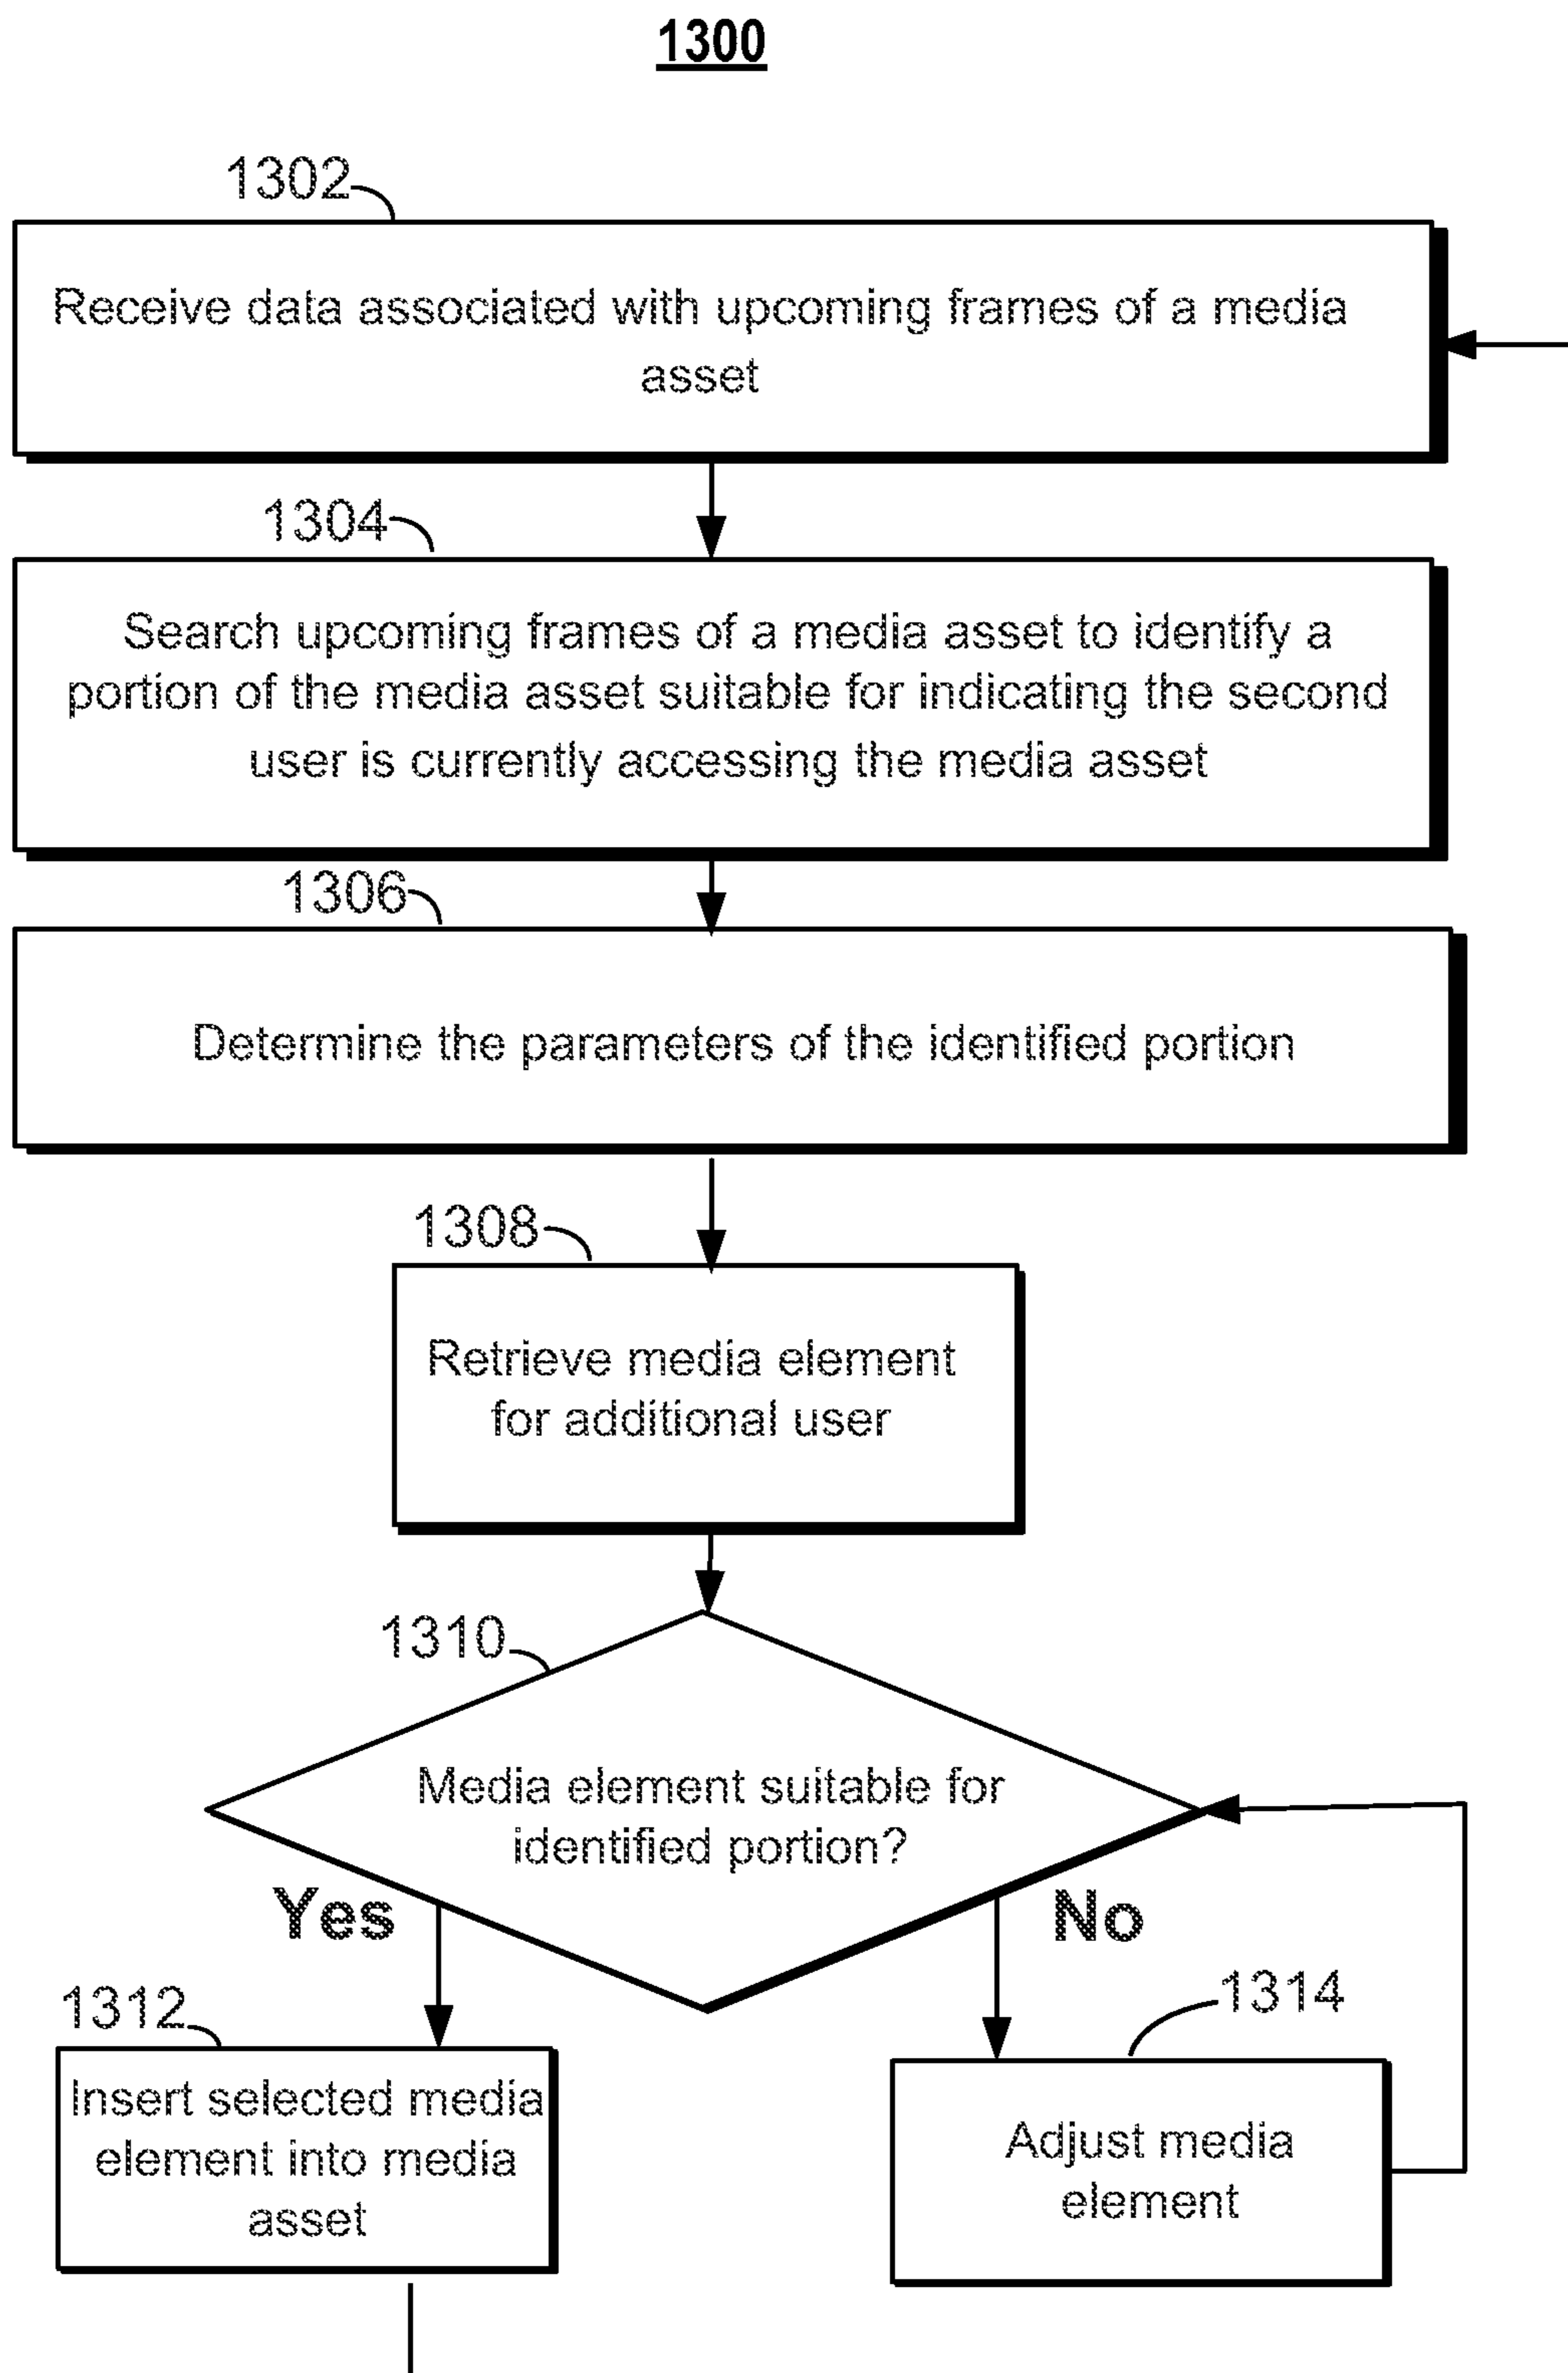 1300
1302
Receive data associated with upcoming frames of a media
asset
1304
Search upcoming frames of a media asset to identify a
portion of the media asset suitable for indicating the second
user is currently accessing the media asset
1306
Determine the parameters of the identified portion
1308
Retrieve media element
for additional user
1310
Media element suitable for
identified portion?
Yes
No
1312
Insert selected media
element into media
asset
1314
Adjust media
element